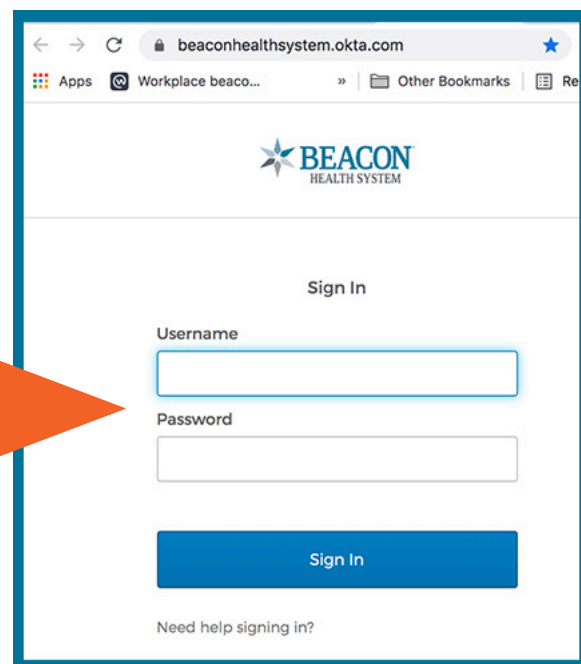 beaconhealthsystem.okta.com
Apps Workplace beaco... » Other Bookmarks Re
BEACON
HEALTH SYSTEM
Sign In
Username
Password
Sign In
Need help signing in?